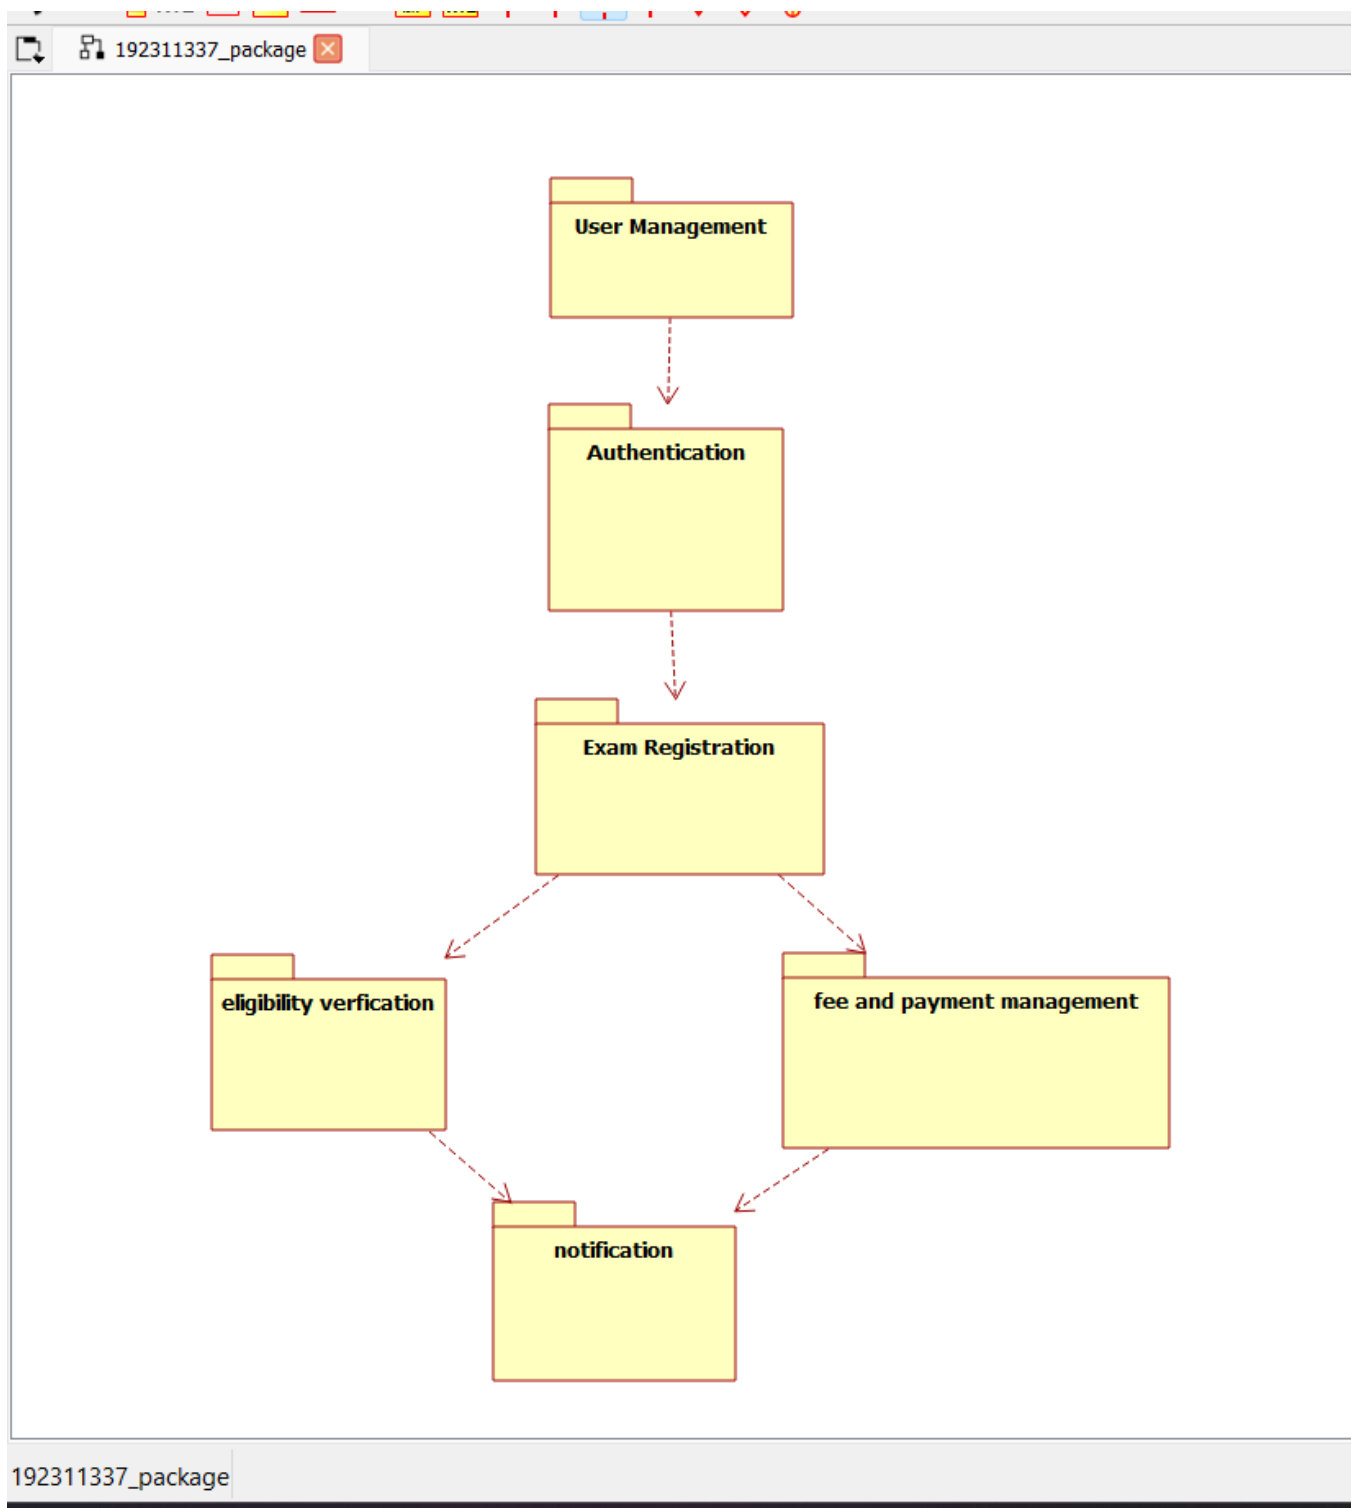 192311337_package
User Management
Authentication
Exam Registration
eligibility verfication
fee and payment management
notification
192311337_package